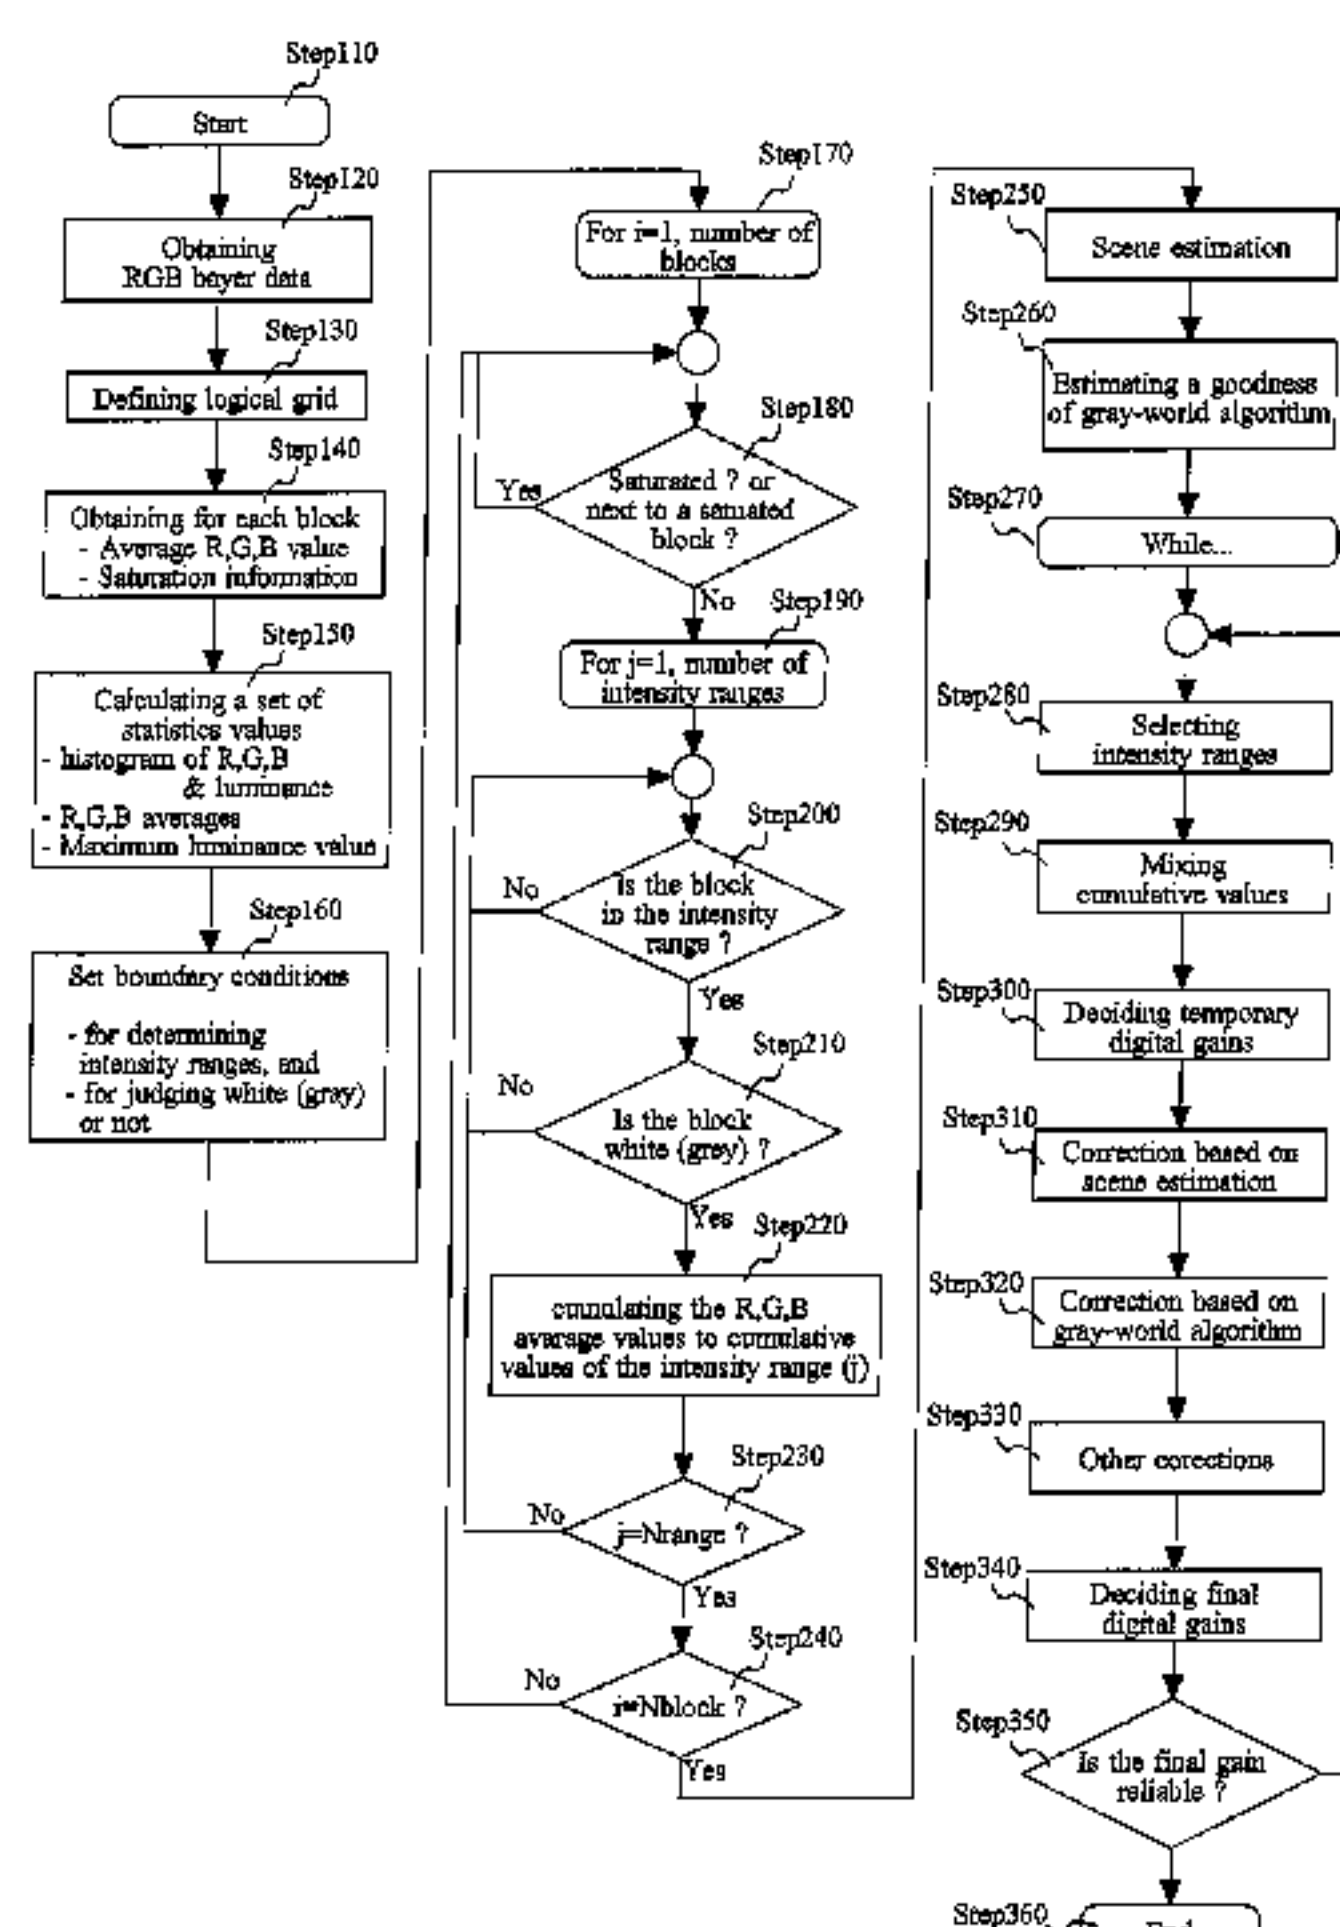 Step110
Start
Step120
Obtaining
RGB bayer data
Step130
Defining logical grid
Step140
Obtaining for each block
- Average R,G,B value
- Saturation information
Step150
Calculating a set of
statistics values
- histogram of R,G,B
& luminance
- R,G,B averages
- Maximum luminance value
Step160
Set boundary conditions
- for determining
intensity ranges, and
- for judging white (gray)
or not
Step170
For i=1, number of
blocks
Step180
Saturated ? or
next to a satuated
block ?
Yes
No
Step190
For j=1, number of
intensity ranges
Step200
Is the block
in the intensity
range ?
No
Yes
Step210
Is the block
white (grey) ?
No
Yes
Step220
cumulating the R,G,B
avarage values to cumulative
values of the intensity range (j)
Step230
j=Nrange ?
No
Yes
Step240
i=Nblock ?
No
Yes
Step250
Scene estimation
Step260
Estimating a goodness
of gray-world algorithm
Step270
While...
Step280
Selecting
intensity ranges
Step290
Mixing
cumulative values
Step300
Deciding temporary
digital gains
Step310
Correction based on
scene estimation
Step320
Correction based on
gray-world algorithm
Step330
Other corections
Step340
Deciding final
digital gains
Step350
Is the final gain
reliable ?
Step360